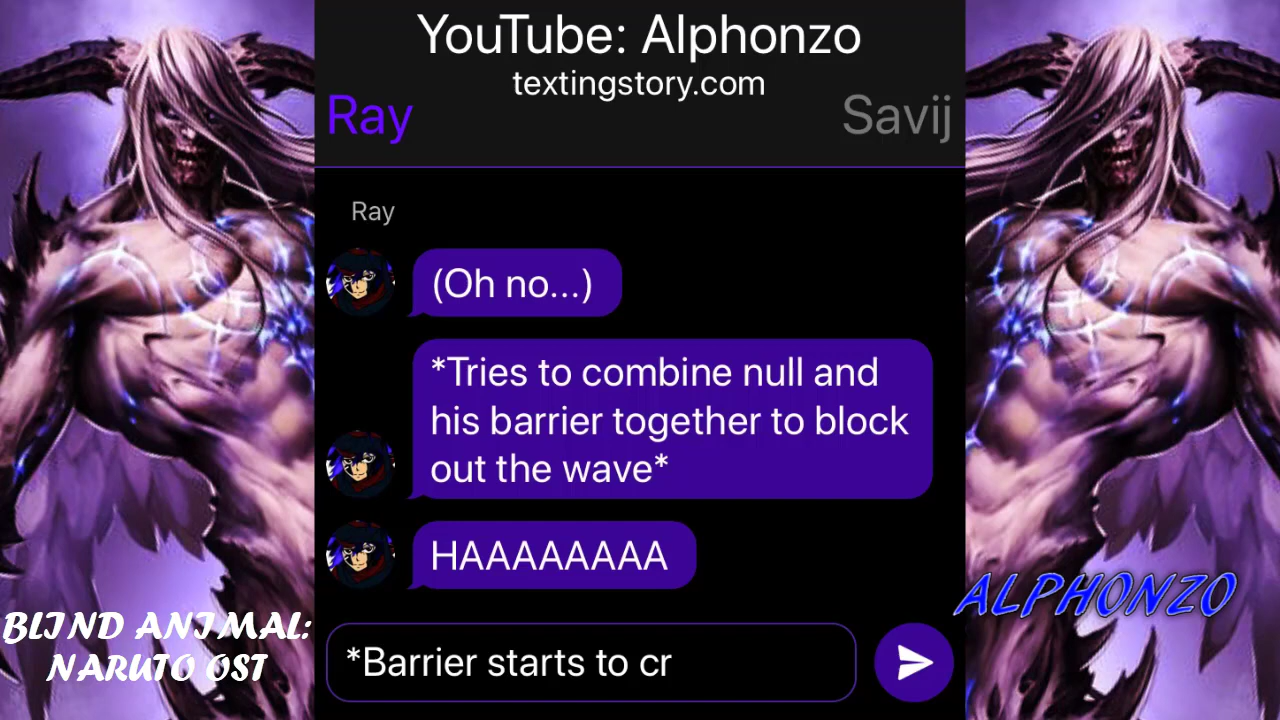 YouTube: Alphonzo
textingstory.com
Ray
Savij
Ray
(Oh no...)
*Tries to combine null and
his barrier together to block
out the wave*
HAAAAAAAA
*Barrier starts to cr
BLIND ANIMAL:
NARUTO OST
ALPHONZO